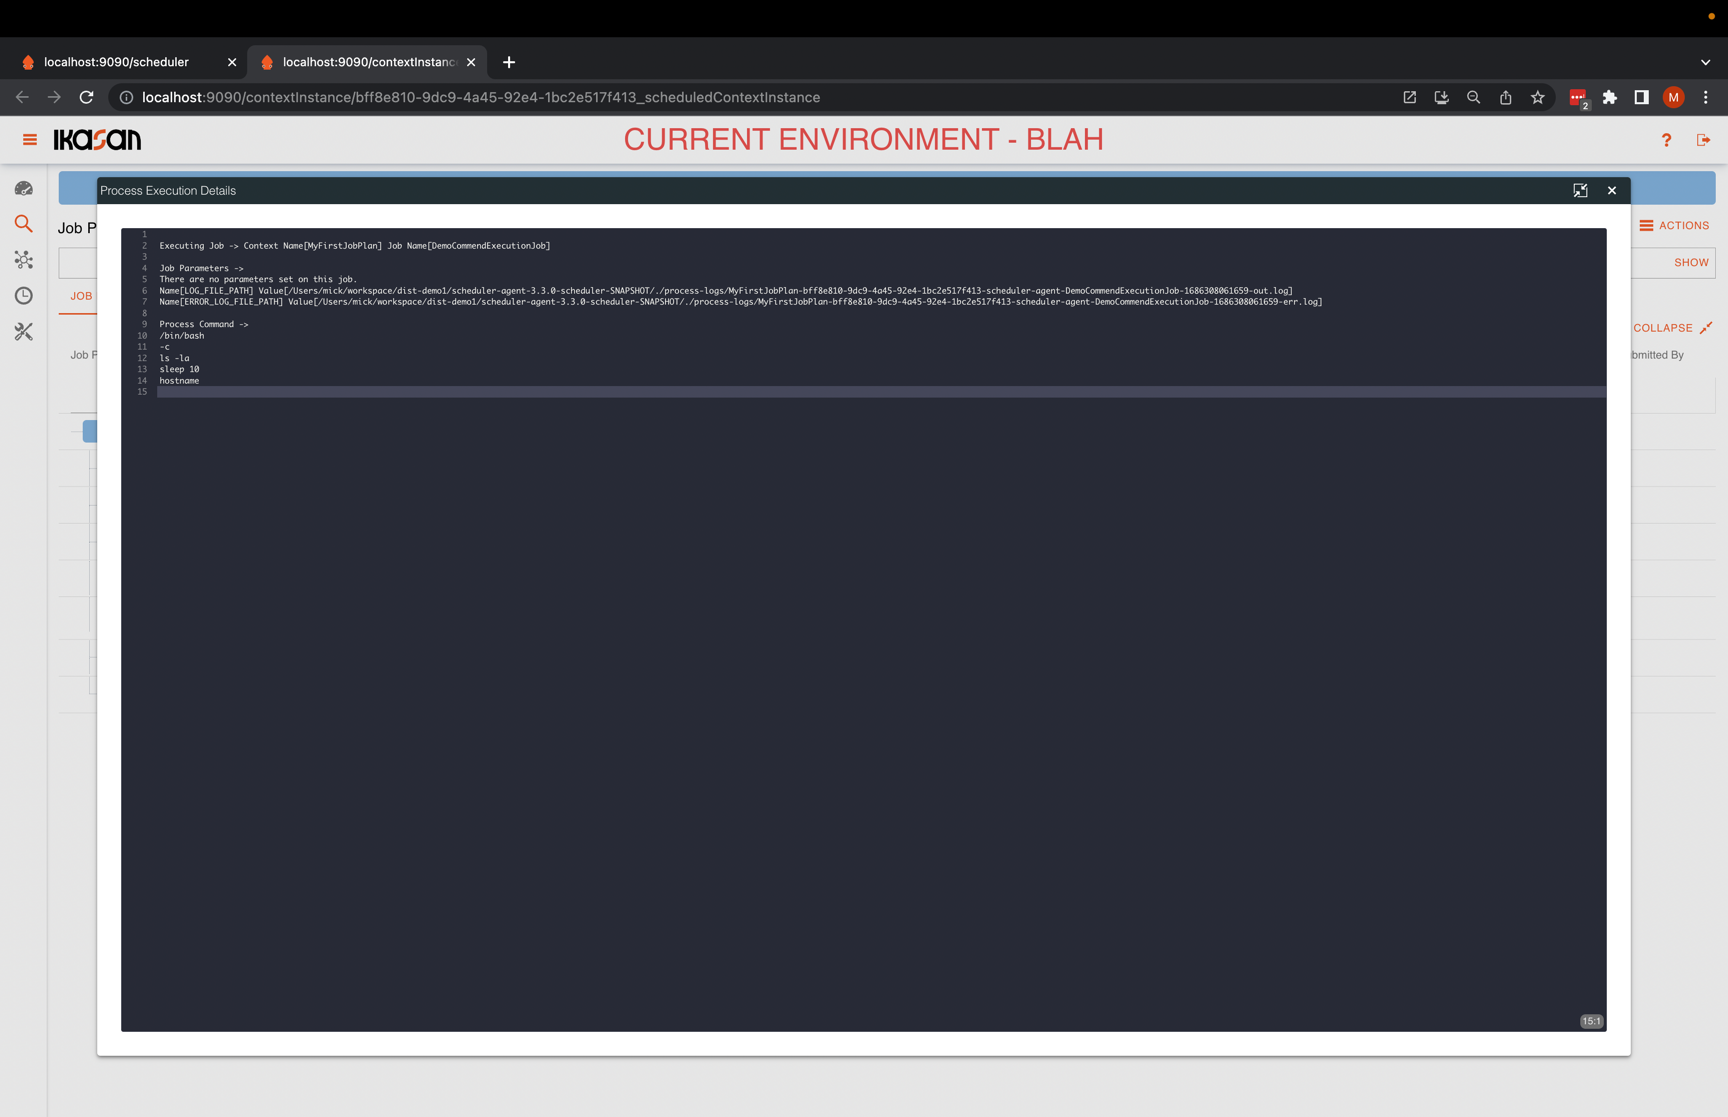 localhost:9090/scheduler
localhost:9090/contextInstanc
localhost:9090/contextInstance/bff8e810-9dc9-4a45-92e4-1bc2e517f413_scheduledContextInstance
2
M
IKASAN
CURRENT ENVIRONMENT - BLAH
?
Process Execution Details
Job P
ACTIONS
SHOW
JOB
COLLAPSE
Job P
bmitted By
1
2 Executing Job -> Context Name[MyFirstJobPlan] Job Name[DemoCommendExecutionJob]
3
4 Job Parameters ->
5 There are no parameters set on this job.
6 Name[LOG_FILE_PATH] Value[/Users/mick/workspace/dist-demo1/scheduler-agent-3.3.0-scheduler-SNAPSHOT/./process-logs/MyFirstJobPlan-bff8e810-9dc9-4a45-92e4-1bc2e517f413-scheduler-agent-DemoCommendExecutionJob-1686308061659-out.log]
7 Name[ERROR_LOG_FILE_PATH] Value[/Users/mick/workspace/dist-demo1/scheduler-agent-3.3.0-scheduler-SNAPSHOT/./process-logs/MyFirstJobPlan-bff8e810-9dc9-4a45-92e4-1bc2e517f413-scheduler-agent-DemoCommendExecutionJob-1686308061659-err.log]
8
9 Process Command ->
10 /bin/bash
11 -c
12 ls -la
13 sleep 10
14 hostname
15
15:1